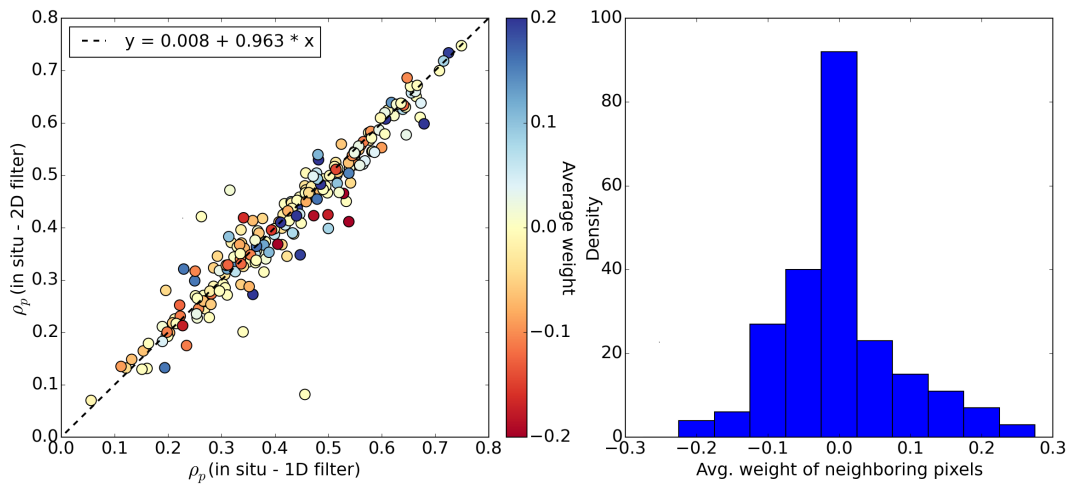 0.8
0.7
0.6
0.5
0.4
0.3
0.2
0.1
0.0
ρp (in situ - 2D filter)
y = 0.008 + 0.963 * x
0.0 0.1 0.2 0.3 0.4 0.5 0.6 0.7 0.8
ρp (in situ - 1D filter)
0.2
0.1
0.0
−0.1
−0.2
Average weight
100
80
60
40
20
0
Density
−0.3 −0.2 −0.1 0.0 0.1 0.2 0.3
Avg. weight of neighboring pixels